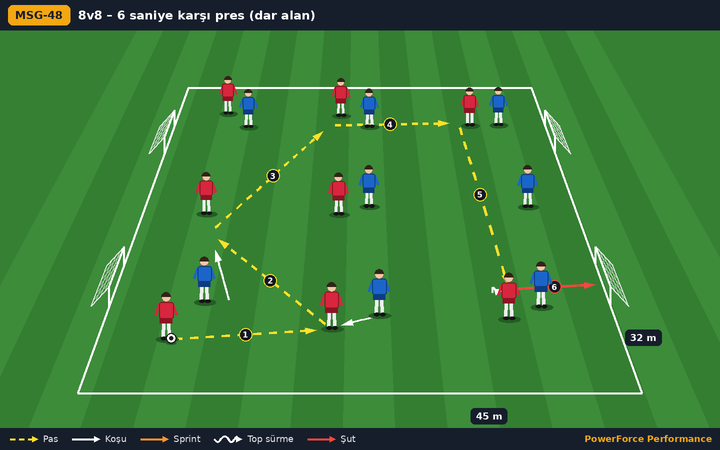 MSG-48 8v8 – 6 saniye karşı pres (dar alan)
4
3
5
2
6
1
32 m
45 m
Pas Koşu Sprint Top sürme Şut PowerForce Performance